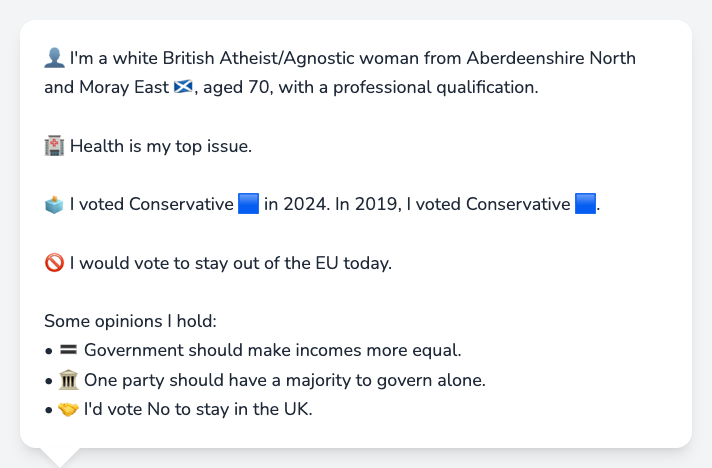 👤 I'm a white British Atheist/Agnostic woman from Aberdeenshire North
and Moray East 🏴󠁧󠁢󠁳󠁣󠁴󠁿, aged 70, with a professional qualification.
🏥 Health is my top issue.
🗳️ I voted Conservative 🟦 in 2024. In 2019, I voted Conservative 🟦.
🚫 I would vote to stay out of the EU today.
Some opinions I hold:
• 🟰 Government should make incomes more equal.
• 🏛️ One party should have a majority to govern alone.
• 🤝 I'd vote No to stay in the UK.